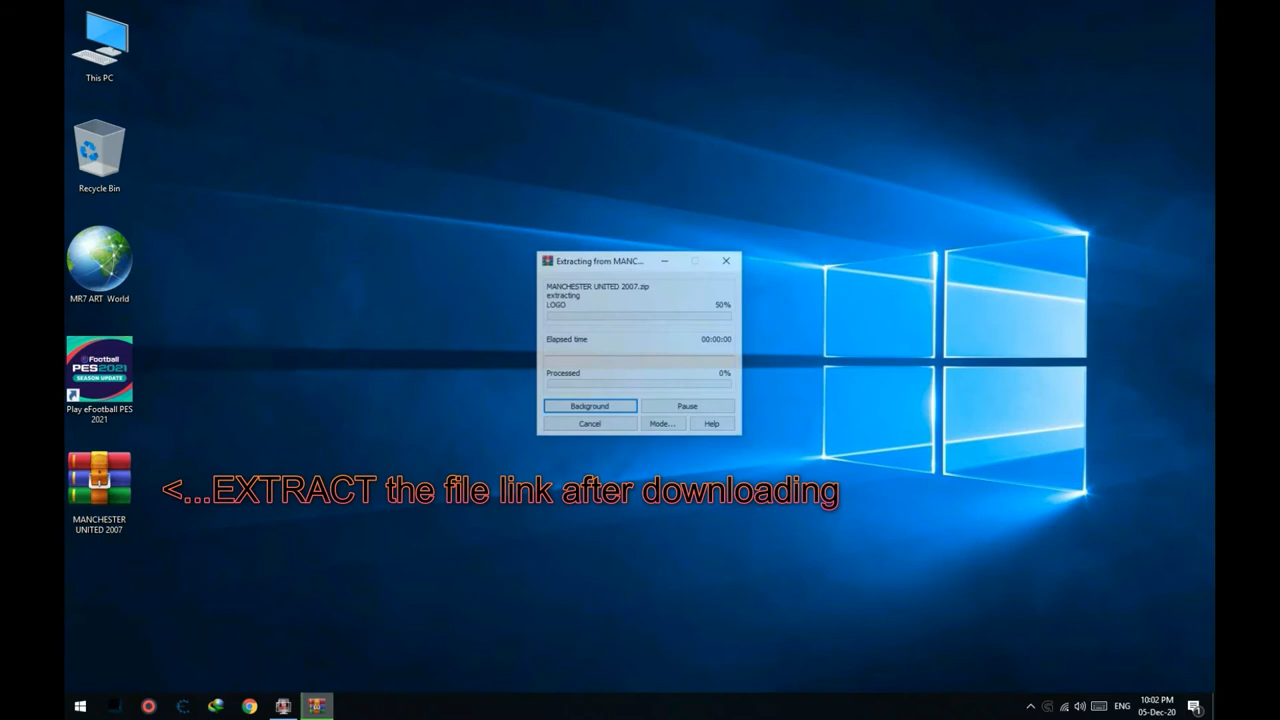 This PC
Recycle Bin
MR7 ART World
eFootball
PES2021
SEASON UPDATE
Play eFootball PES
2021
MANCHESTER
UNITED 2007
Extracting from MANC...
MANCHESTER UNITED 2007.zip
extracting
LOGO 50%
Elapsed time 00:00:00
Processed 0%
Background Pause
Cancel Mode... Help
<...EXTRACT the file link after downloading
ENG
10:02 PM
05-Dec-20
1